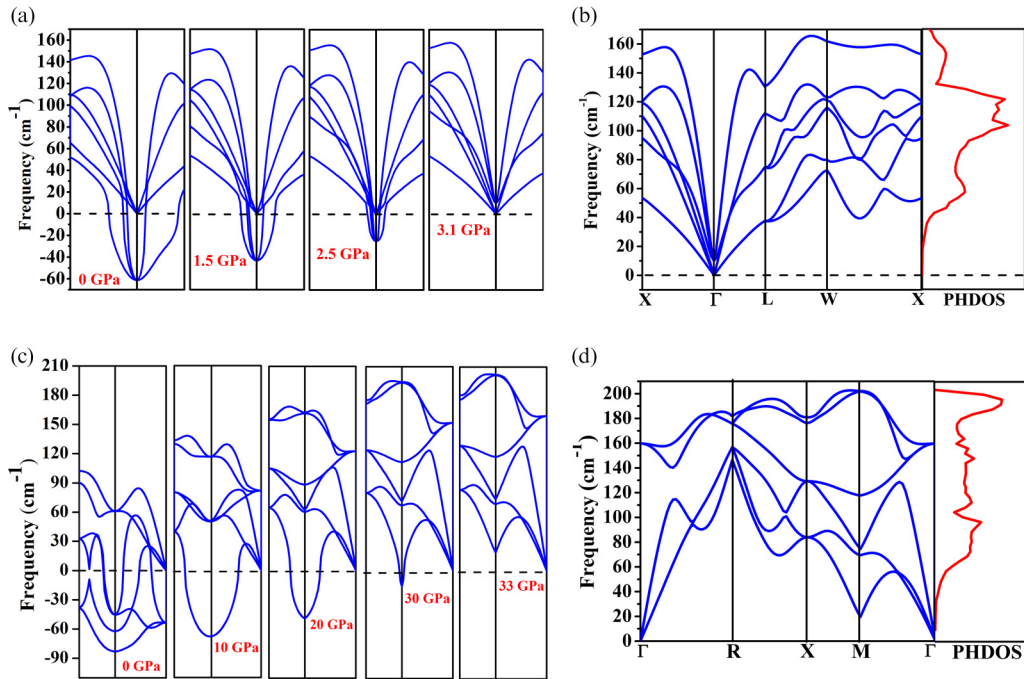 (a)
Frequency (cm-1)
160
140
120
100
80
60
40
20
0
-20
-40
-60
0 GPa
1.5 GPa
2.5 GPa
3.1 GPa
(b)
Frequency (cm-1)
160
140
120
100
80
60
40
20
0
X Γ L W X PHDOS
(c)
Frequency (cm-1)
210
180
150
120
90
60
30
0
-30
-60
-90
0 GPa
10 GPa
20 GPa
30 GPa
33 GPa
(d)
Frequency (cm-1)
200
180
160
140
120
100
80
60
40
20
0
Γ R X M Γ PHDOS